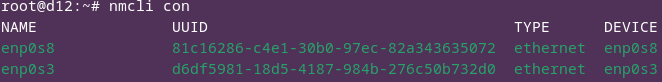 root@d12:~# nmcli con
NAME UUID TYPE DEVICE
enp0s8 81c16286-c4e1-30b0-97ec-82a343635072 ethernet enp0s8
enp0s3 d6df5981-18d5-4187-984b-276c50b732d0 ethernet enp0s3